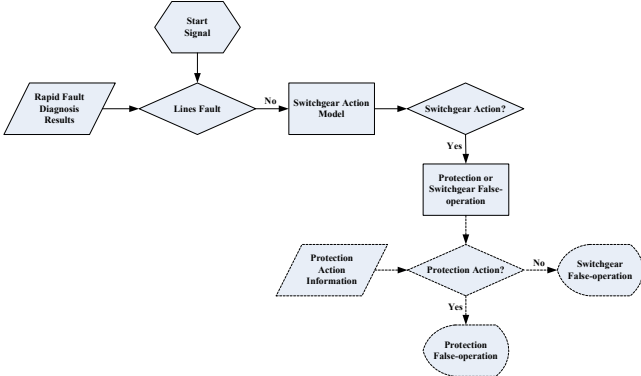 Start
Signal
Rapid Fault
Diagnosis
Results
Lines Fault
No
Switchgear Action
Model
Switchgear Action?
Yes
Protection or
Switchgear False-
operation
Protection
Action
Information
Protection Action?
No
Switchgear
False-operation
Yes
Protection
False-operation